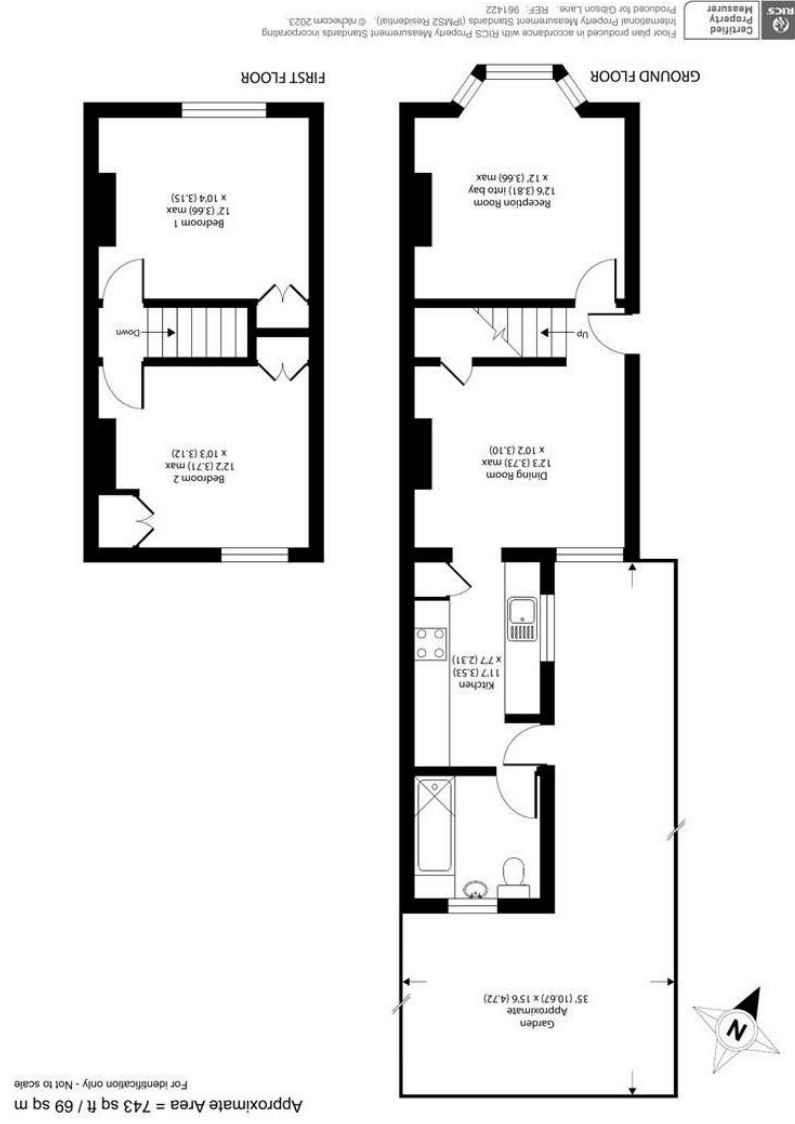 Approximate Area = 743 sq ft / 69 sq m
For identification only - Not to scale
N
Garden
Approximate
35' (10.67) x 15'6 (4.72)
Kitchen
11'7 (3.53)
x 7'7 (2.31)
Dining Room
12'3 (3.73) max
x 10'2 (3.10)
Up
Reception Room
12'6 (3.81) into bay
x 12' (3.66) max
GROUND FLOOR
Bedroom 2
12'2 (3.71) max
x 10'3 (3.12)
Down
Bedroom 1
12' (3.66) max
x 10'4 (3.15)
FIRST FLOOR
RICS
Certified
Property
Measurer
Floor plan produced in accordance with RICS Property Measurement Standards incorporating
International Property Measurement Standards (IPMS2 Residential). © nichecom 2023.
Produced for Gibson Lane. REF: 961422